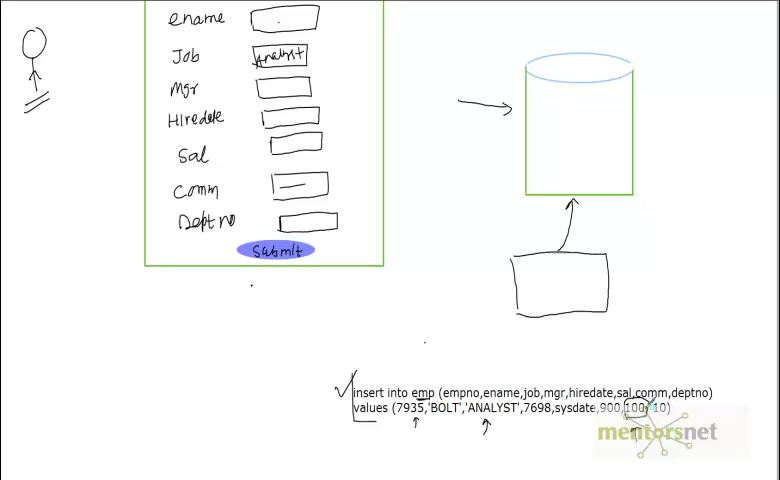 ename
Job Analyst
Mgr
Hiredate
Sal
Comm
Deptno
Submit
insert into emp (empno,ename,job,mgr,hiredate,sal,comm,deptno)
values (7935,'BOLT','ANALYST',7698,sysdate,900,100,10)
mentorsnet